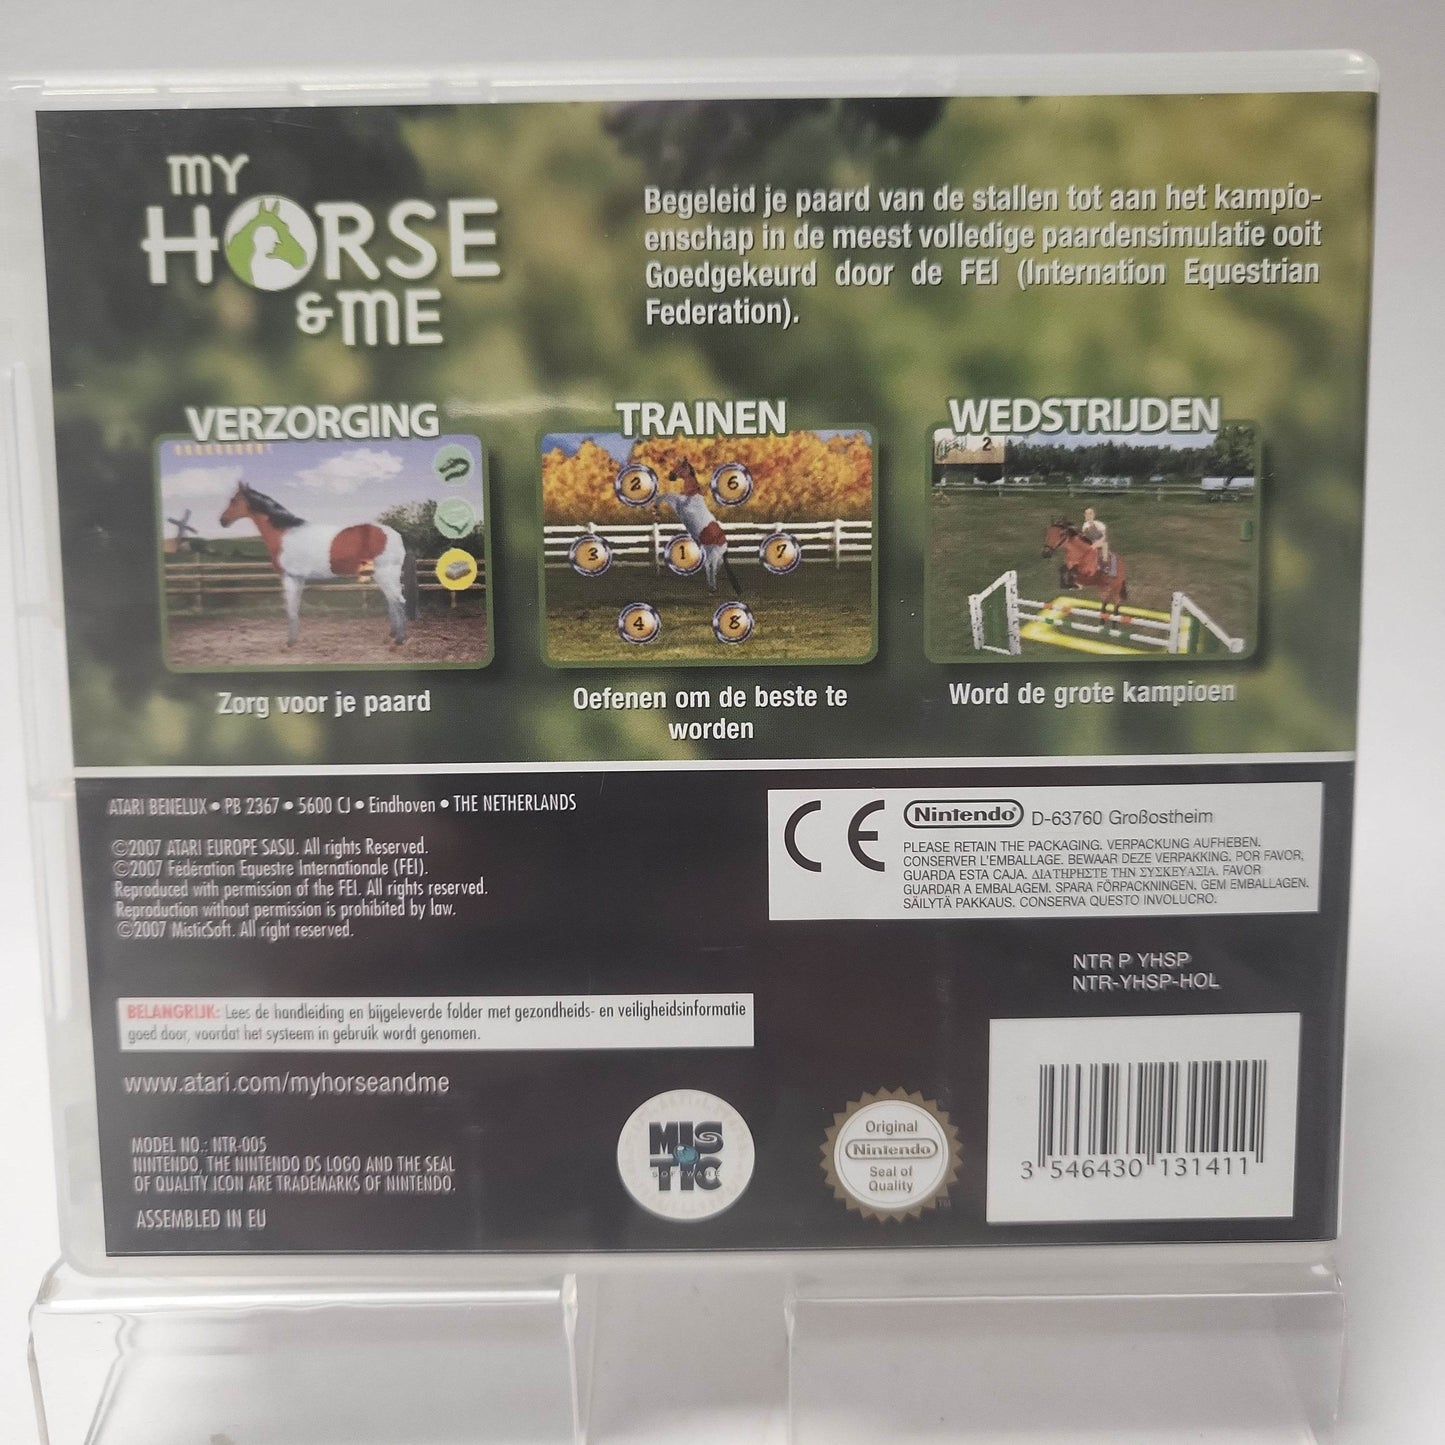 MY
HORSE
& ME
Begeleid je paard van de stallen tot aan het kampio-
enschap in de meest volledige paardensimulatie ooit
Goedgekeurd door de FEI (Internation Equestrian
Federation).
VERZORGING
TRAINEN
WEDSTRIJDEN
2
2 6
3 1 7
4 8
Zorg voor je paard
Oefenen om de beste te
worden
Word de grote kampioen
ATARI BENELUX • PB 2367 • 5600 CJ • Eindhoven • THE NETHERLANDS
©2007 ATARI EUROPE SASU. All rights Reserved.
©2007 Fédération Equestre Internationale (FEI).
Reproduced with permission of the FEI. All rights reserved.
Reproduction without permission is prohibited by law.
©2007 MisticSoft. All right reserved.
CE
Nintendo® D-63760 Großostheim
PLEASE RETAIN THE PACKAGING. VERPACKUNG AUFHEBEN.
CONSERVER L'EMBALLAGE. BEWAAR DEZE VERPAKKING. POR FAVOR,
GUARDA ESTA CAJA. ΔΙΑΤΗΡΗΣΤΕ ΤΗΝ ΣΥΣΚΕΥΑΣΙΑ. FAVOR
GUARDAR A EMBALAGEM. SPARA FÖRPACKNINGEN. GEM EMBALLAGEN.
SÄILYTÄ PAKKAUS. CONSERVA QUESTO INVOLUCRO.
NTR P YHSP
NTR-YHSP-HOL
BELANGRIJK: Lees de handleiding en bijgeleverde folder met gezondheids- en veiligheidsinformatie
goed door, voordat het systeem in gebruik wordt genomen.
www.atari.com/myhorseandme
MODEL NO.: NTR-005
NINTENDO, THE NINTENDO DS LOGO AND THE SEAL
OF QUALITY ICON ARE TRADEMARKS OF NINTENDO.
ASSEMBLED IN EU
MIS
SOFTWARE
TIC
Original
Nintendo
Seal of
Quality
TM
3 546430 131411